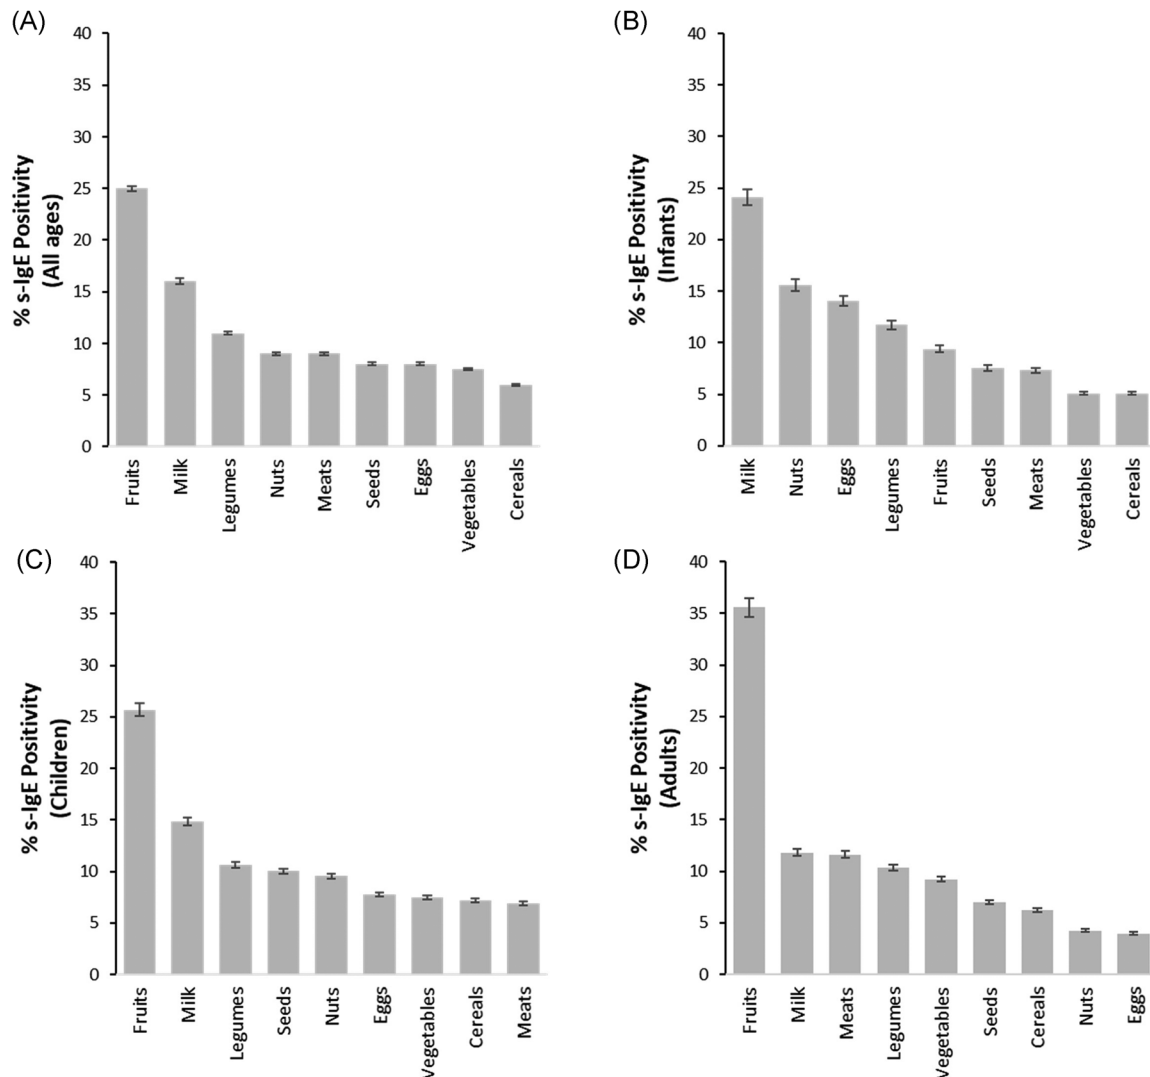 (A)
% s-IgE Positivity
(All ages)
40
35
30
25
20
15
10
5
0
Fruits
Milk
Legumes
Nuts
Meats
Seeds
Eggs
Vegetables
Cereals
(B)
% s-IgE Positivity
(Infants)
40
35
30
25
20
15
10
5
0
Milk
Nuts
Eggs
Legumes
Fruits
Seeds
Meats
Vegetables
Cereals
(C)
% s-IgE Positivity
(Children)
40
35
30
25
20
15
10
5
0
Fruits
Milk
Legumes
Seeds
Nuts
Eggs
Vegetables
Cereals
Meats
(D)
% s-IgE Positivity
(Adults)
40
35
30
25
20
15
10
5
0
Fruits
Milk
Meats
Legumes
Vegetables
Seeds
Cereals
Nuts
Eggs